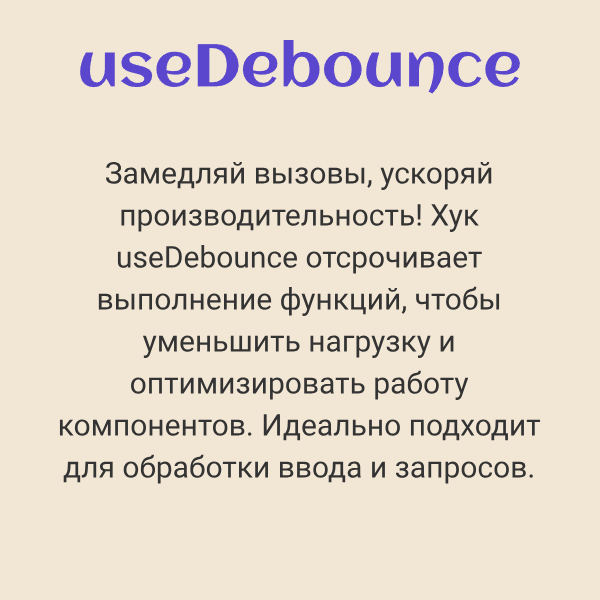 useDebounce
Замедляй вызовы, ускоряй
производительность! Хук
useDebounce отсрочивает
выполнение функций, чтобы
уменьшить нагрузку и
оптимизировать работу
компонентов. Идеально подходит
для обработки ввода и запросов.